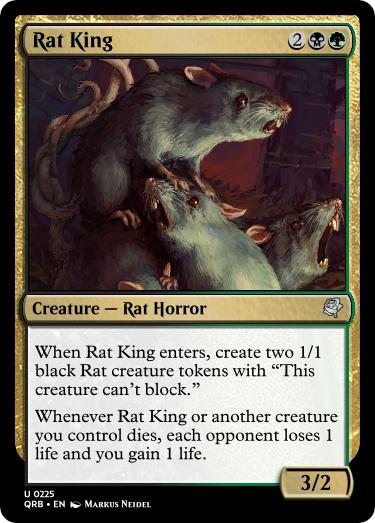 Rat King 2
Creature — Rat Horror
When Rat King enters, create two 1/1
black Rat creature tokens with “This
creature can’t block.”
Whenever Rat King or another creature
you control dies, each opponent loses 1
life and you gain 1 life.
3/2
U 0225
QRB • EN Markus Neidel